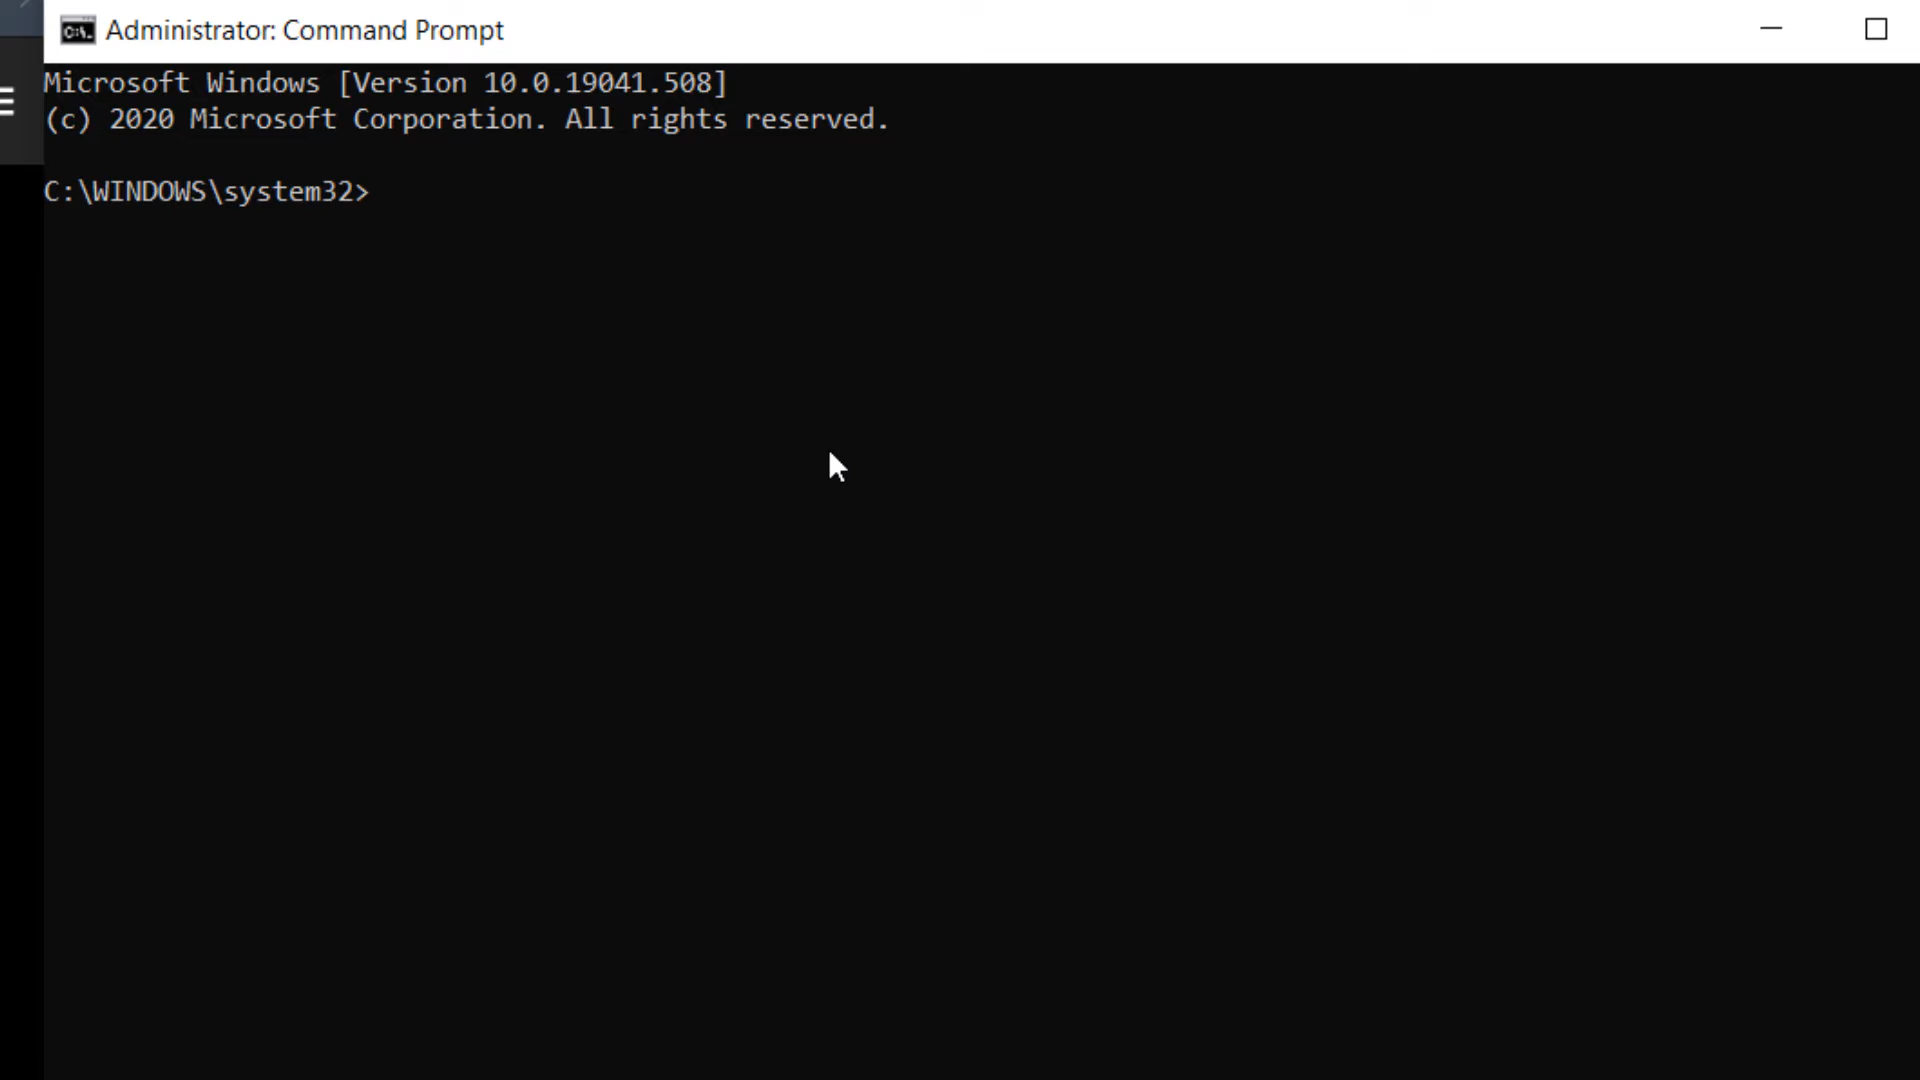 Administrator: Command Prompt
Microsoft Windows [Version 10.0.19041.508]
(c) 2020 Microsoft Corporation. All rights reserved.
C:\WINDOWS\system32>